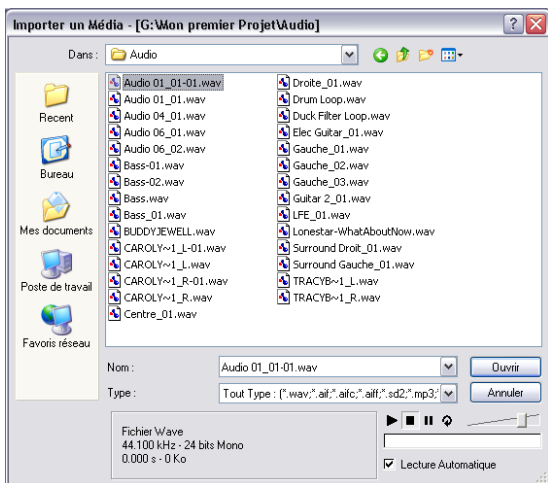 Importer un Média - [G:\Mon premier Projet\Audio]
Dans :
Audio
Recent
Bureau
Mes documents
Poste de travail
Favoris réseau
Audio 01_01-01.wav
Audio 01_01.wav
Audio 04_01.wav
Audio 06_01.wav
Audio 06_02.wav
Bass-01.wav
Bass-02.wav
Bass.wav
Bass_01.wav
BUDDYJEWELL.wav
CAROLY~1_L-01.wav
CAROLY~1_L.wav
CAROLY~1_R-01.wav
CAROLY~1_R.wav
Centre_01.wav
Droite_01.wav
Drum Loop.wav
Duck Filter Loop.wav
Elec Guitar_01.wav
Gauche_01.wav
Gauche_02.wav
Gauche_03.wav
Guitar 2_01.wav
LFE_01.wav
Lonestar-WhatAboutNow.wav
Surround Droit_01.wav
Surround Gauche_01.wav
TRACYB~1_L.wav
TRACYB~1_R.wav
Nom :
Audio 01_01-01.wav
Ouvrir
Type :
Tout Type : (*.wav;*.aif;*.aifc;*.aiff;*.sd2;*.mp3;
Annuler
Fichier Wave
44.100 kHz - 24 bits Mono
0.000 s - 0 Ko
Lecture Automatique